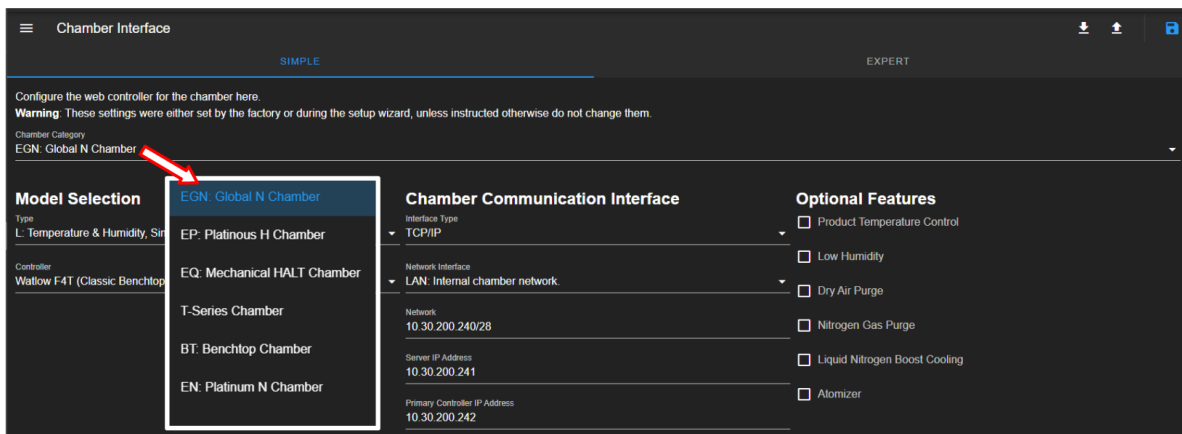 Chamber Interface
SIMPLE
EXPERT
Configure the web controller for the chamber here.
Warning: These settings were either set by the factory or during the setup wizard, unless instructed otherwise do not change them.
Chamber Category
EGN: Global N Chamber
Model Selection
Type
L: Temperature & Humidity, Sin
Controller
Watlow F4T (Classic Benchtop
EGN: Global N Chamber
EP: Platinous H Chamber
EQ: Mechanical HALT Chamber
T-Series Chamber
BT: Benchtop Chamber
EN: Platinum N Chamber
Chamber Communication Interface
Interface Type
TCP/IP
Network Interface
LAN: Internal chamber network.
Network
10.30.200.240/28
Server IP Address
10.30.200.241
Primary Controller IP Address
10.30.200.242
Optional Features
Product Temperature Control
Low Humidity
Dry Air Purge
Nitrogen Gas Purge
Liquid Nitrogen Boost Cooling
Atomizer